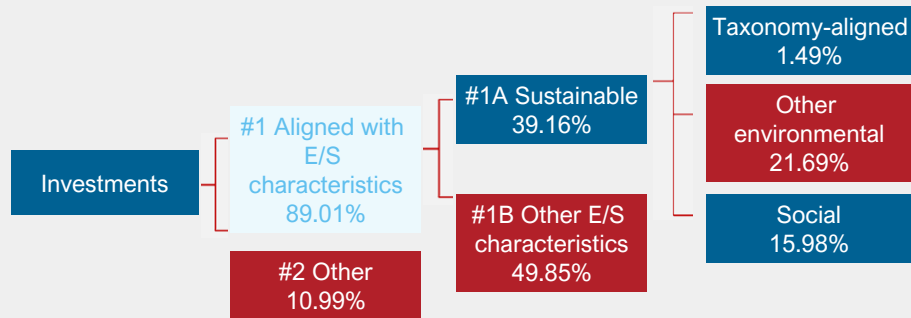 Investments
#1 Aligned with
E/S
characteristics
89.01%
#2 Other
10.99%
#1A Sustainable
39.16%
#1B Other E/S
characteristics
49.85%
Taxonomy-aligned
1.49%
Other
environmental
21.69%
Social
15.98%